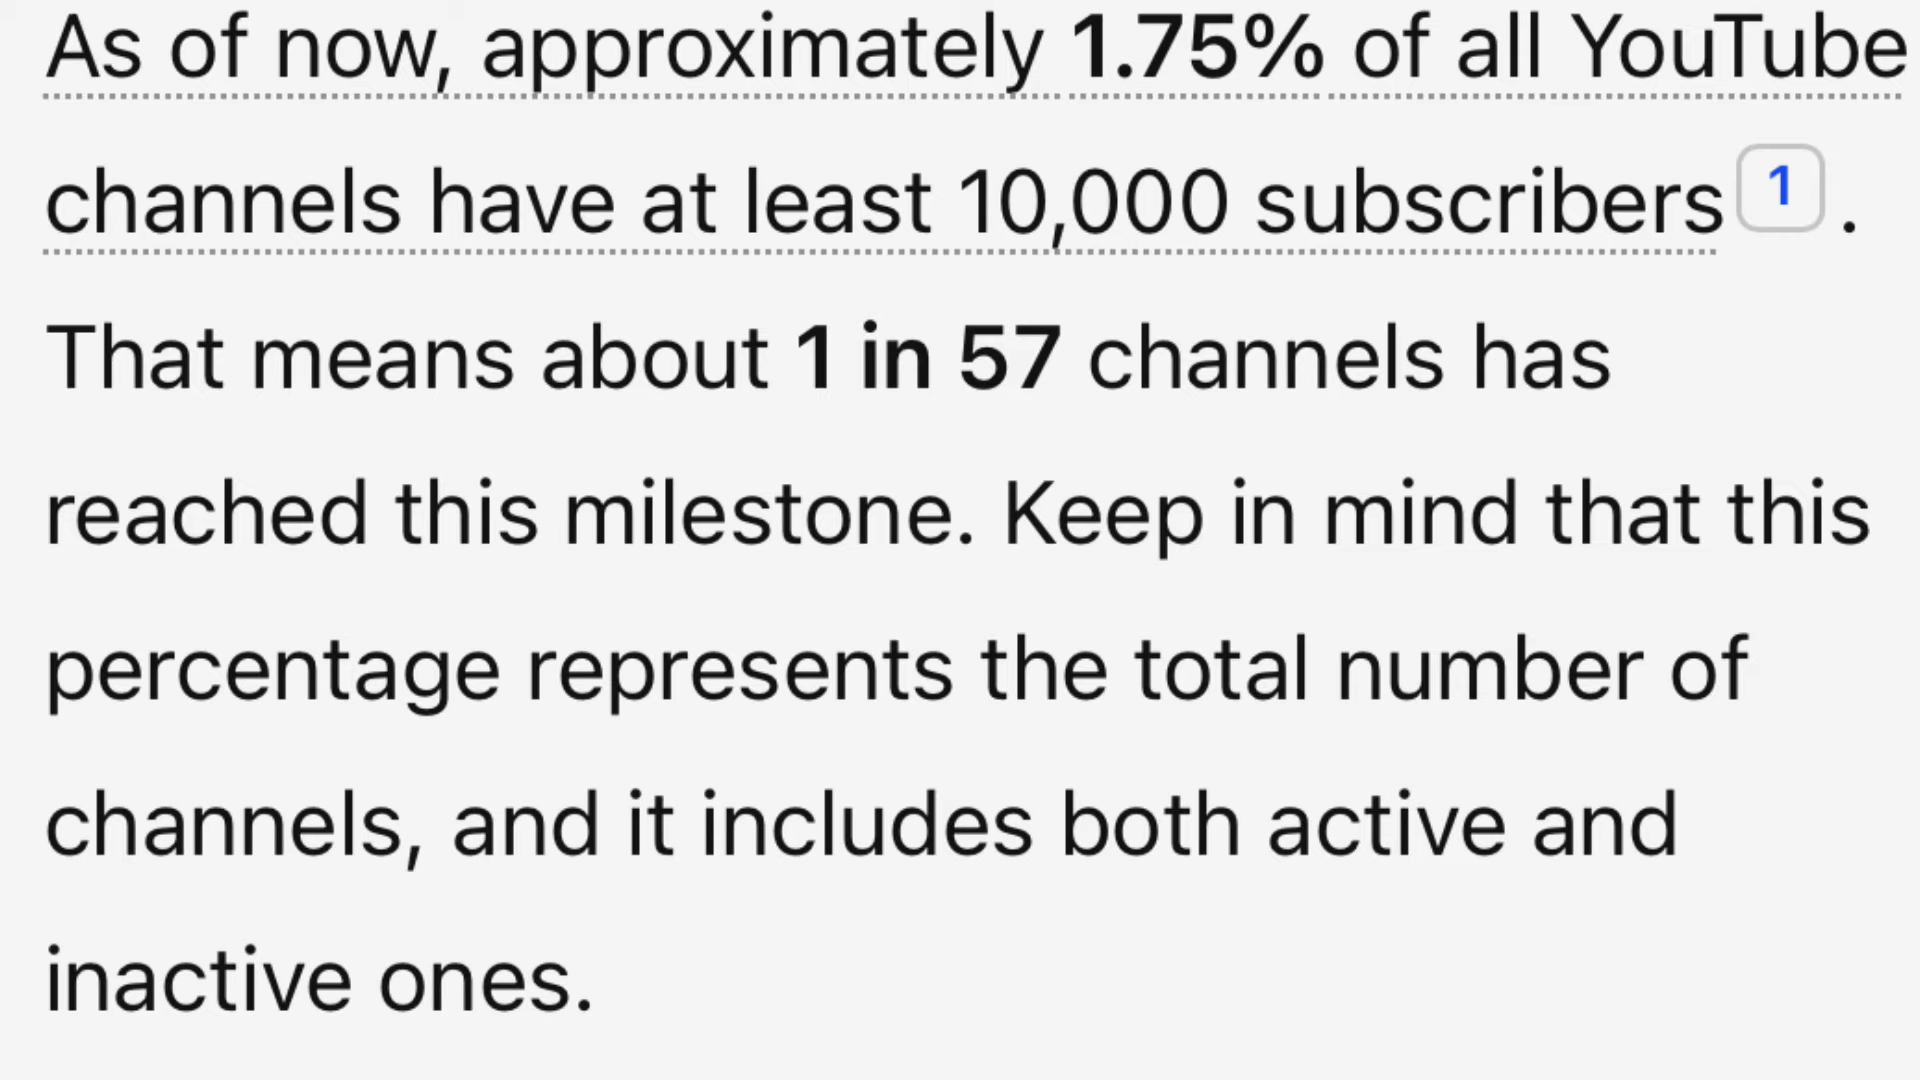 As of now, approximately 1.75% of all YouTube
channels have at least 10,000 subscribers 1 .
That means about 1 in 57 channels has
reached this milestone. Keep in mind that this
percentage represents the total number of
channels, and it includes both active and
inactive ones.